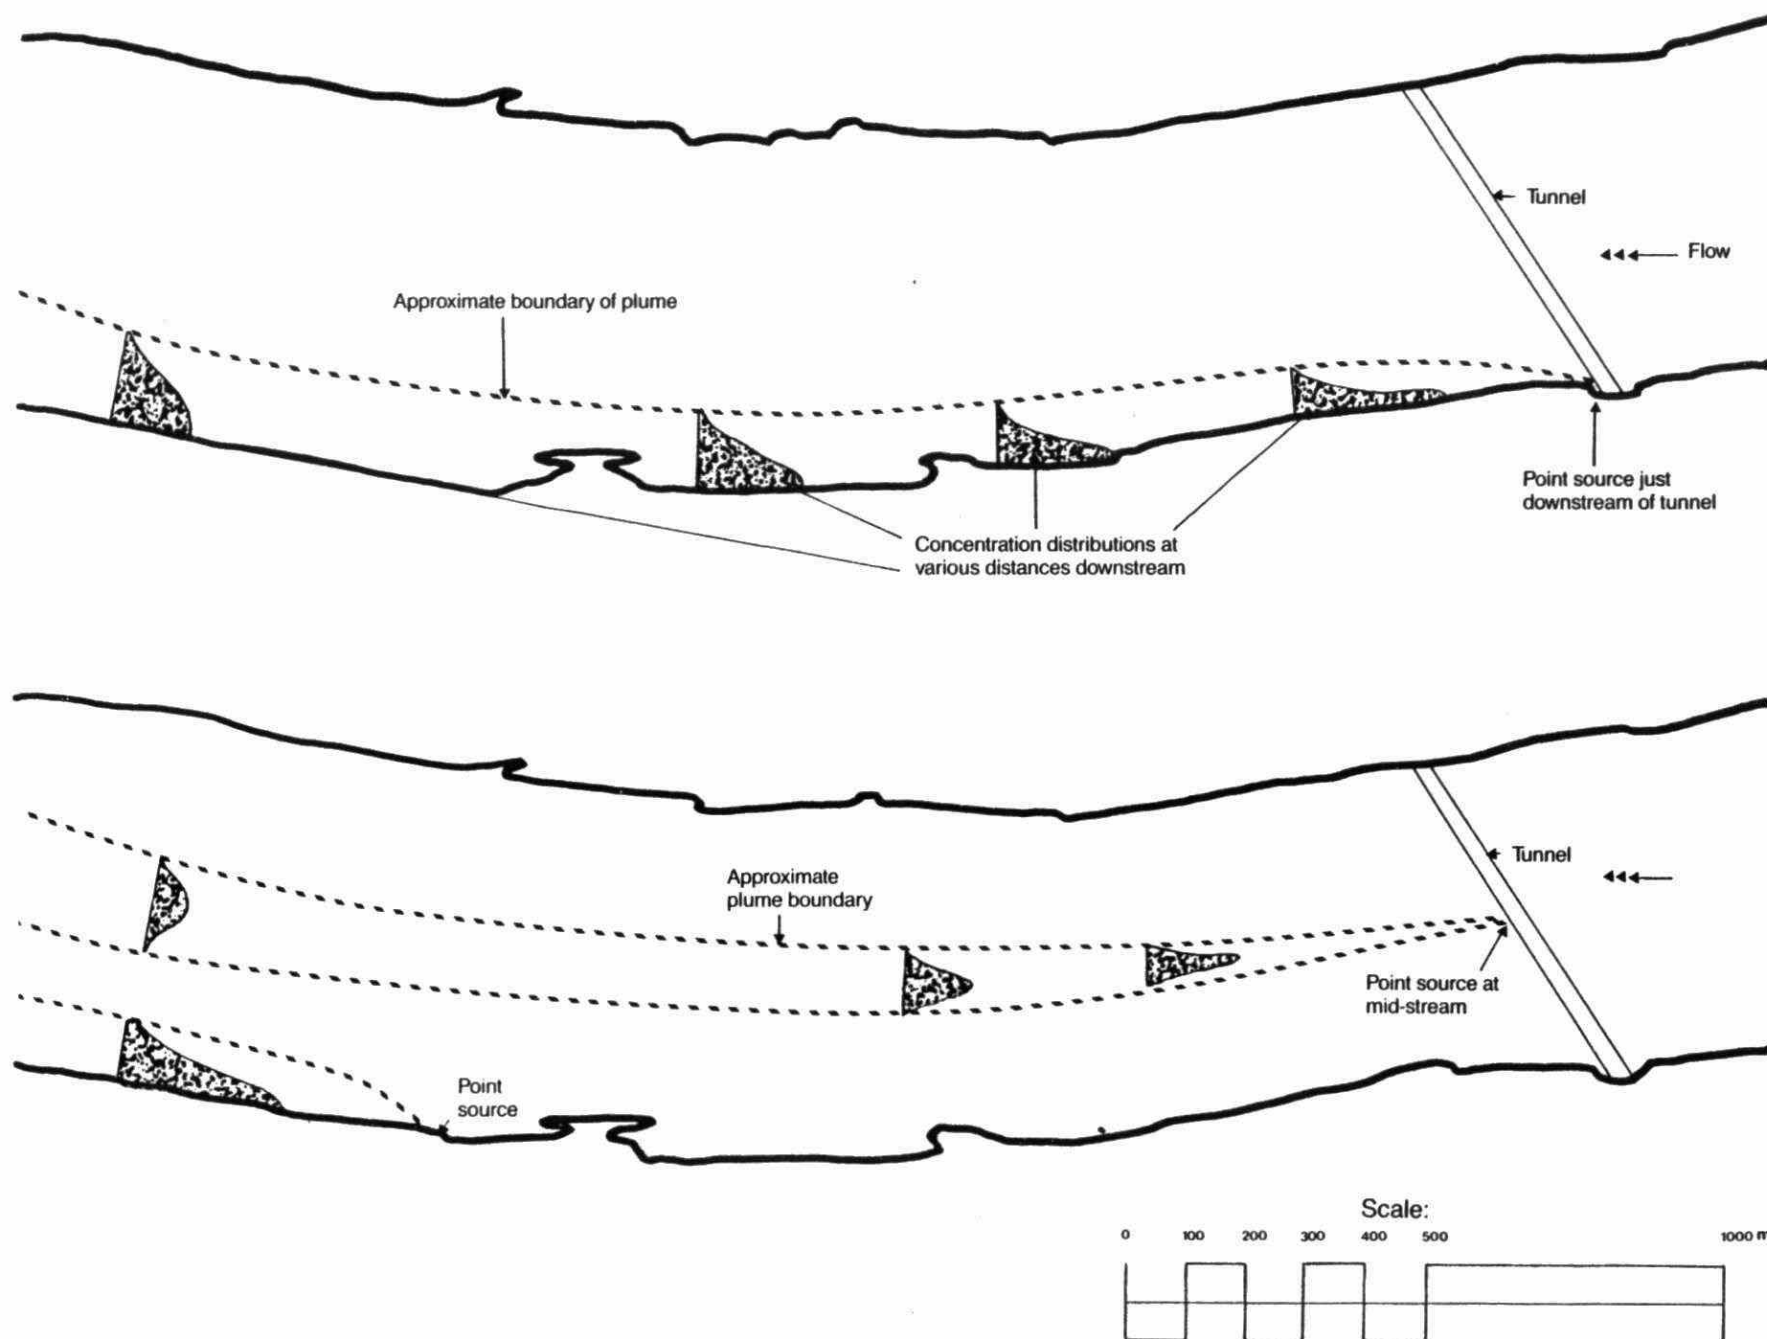 Tunnel
Flow
Approximate boundary of plume
Point source just
downstream of tunnel
Concentration distributions at
various distances downstream
Approximate
plume boundary
Tunnel
Point source at
mid-stream
Point
source
Scale:
0 100 200 300 400 500 1000 m